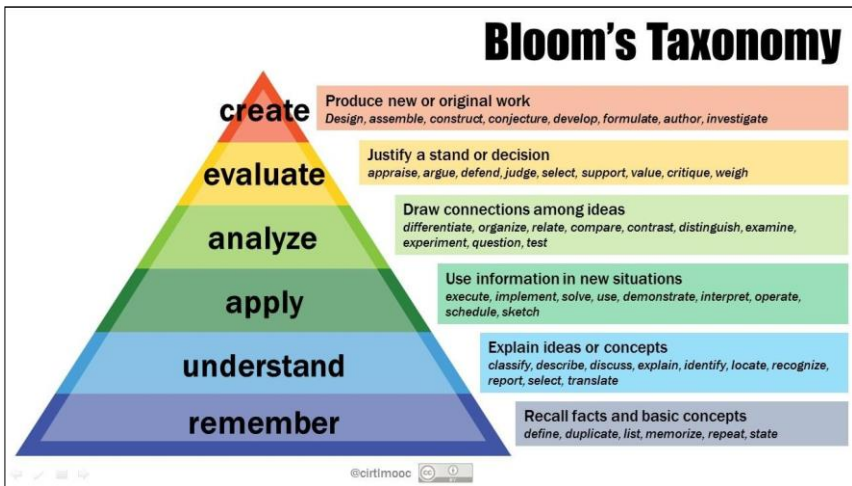 Bloom's Taxonomy
create
Produce new or original work
Design, assemble, construct, conjecture, develop, formulate, author, investigate
evaluate
Justify a stand or decision
appraise, argue, defend, judge, select, support, value, critique, weigh
analyze
Draw connections among ideas
differentiate, organize, relate, compare, contrast, distinguish, examine,
experiment, question, test
apply
Use information in new situations
execute, implement, solve, use, demonstrate, interpret, operate,
schedule, sketch
understand
Explain ideas or concepts
classify, describe, discuss, explain, identify, locate, recognize,
report, select, translate
remember
Recall facts and basic concepts
define, duplicate, list, memorize, repeat, state
@cirtlmooc cc